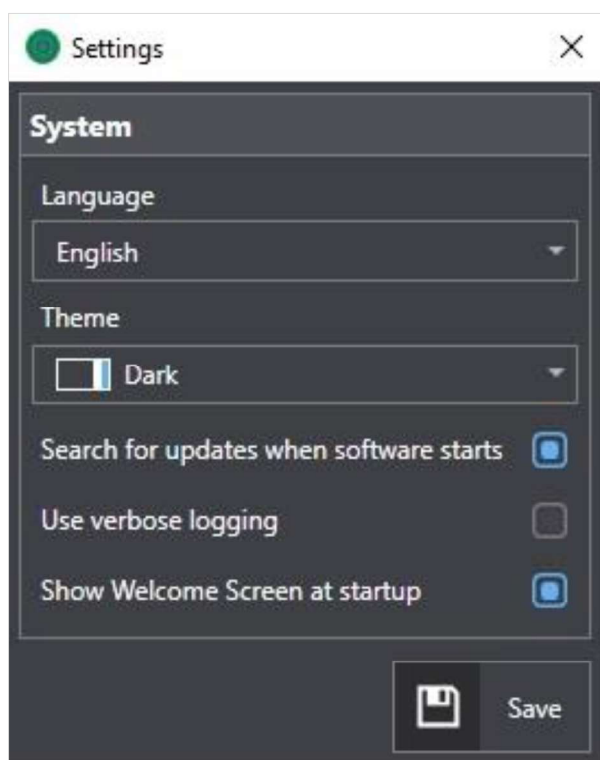 Settings
System
Language
English
Theme
Dark
Search for updates when software starts
Use verbose logging
Show Welcome Screen at startup
Save